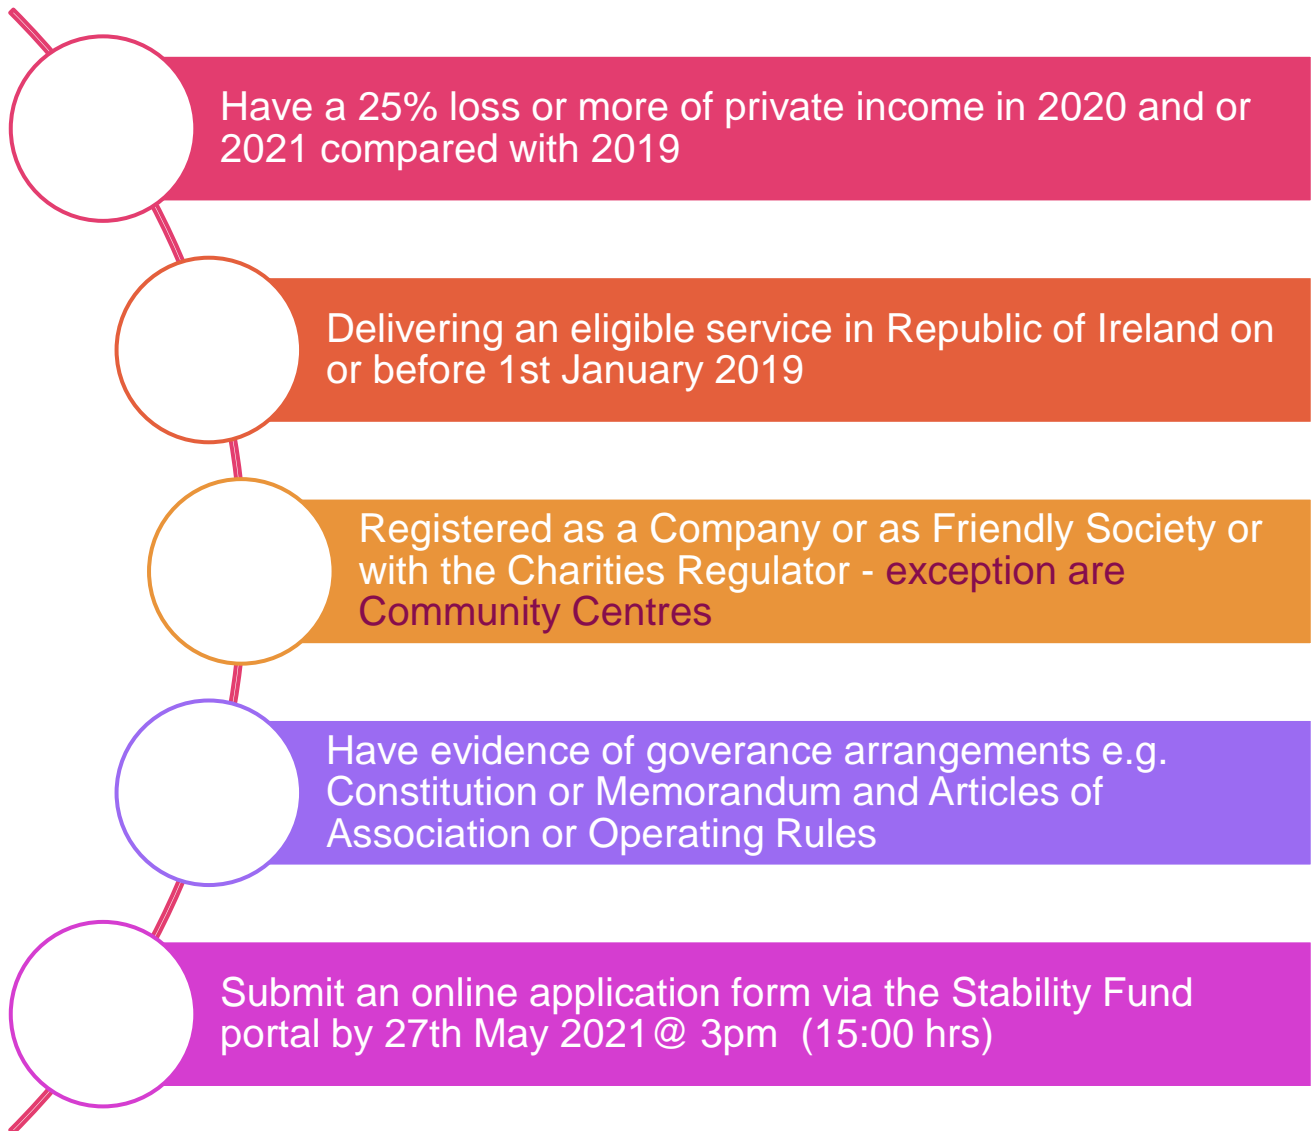 Have a 25% loss or more of private income in 2020 and or
2021 compared with 2019
Delivering an eligible service in Republic of Ireland on
or before 1st January 2019
Registered as a Company or as Friendly Society or
with the Charities Regulator - exception are
Community Centres
Have evidence of goverance arrangements e.g.
Constitution or Memorandum and Articles of
Association or Operating Rules
Submit an online application form via the Stability Fund
portal by 27th May 2021@ 3pm  (15:00 hrs)